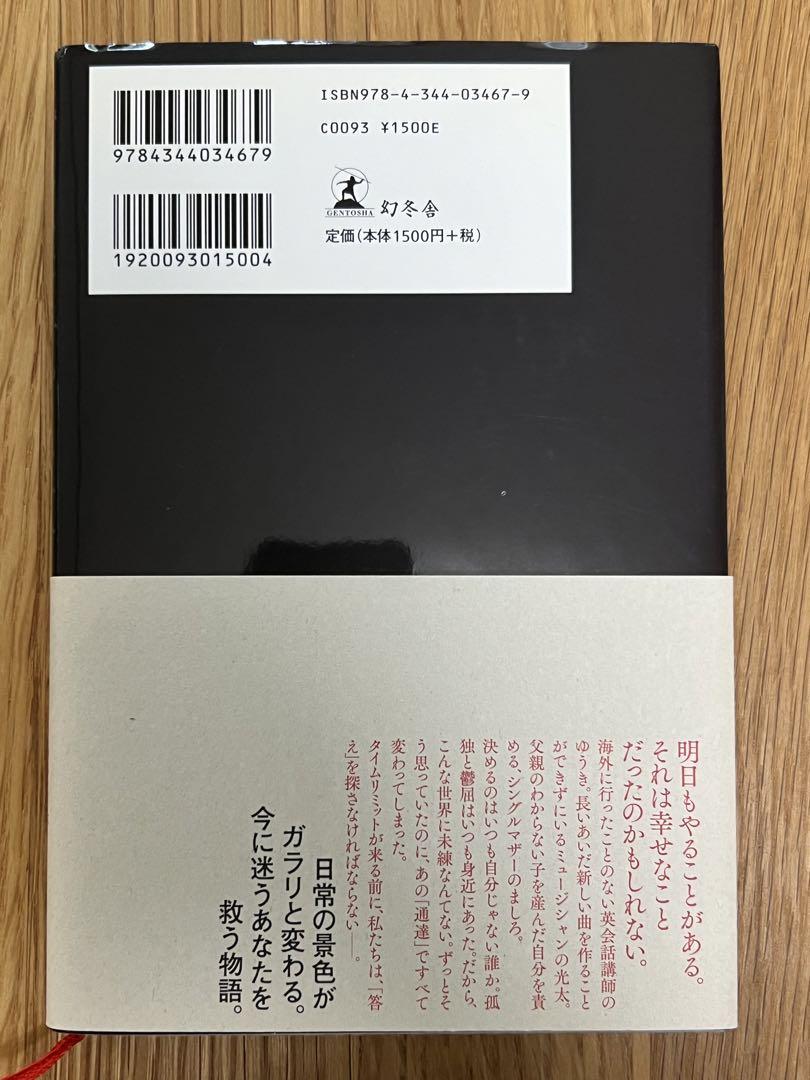 ISBN978-4-344-03467-9
C0093 ¥1500E
9784344034679
GENTOSHA 幻冬舎
定価(本体1500円+税)
1920093015004
明日もやることがある。
それは幸せなこと
だったのかもしれない。
海外に行ったことのない英会話講師の
ゆうき。長いあいだ新しい曲を作ること
ができずにいるミュージシャンの光太。
父親のわからない子を産んだ自分を責
める、シングルマザーのましろ。
決めるのはいつも自分じゃない誰か。孤
独と鬱屈はいつも身近にあった。だから、
こんな世界に未練なんてない。ずっとそ
う思っていたのに、あの「通達」ですべて
変わってしまった。
タイムリミットが来る前に、私たちは、「答
え」を探さなければならない――。
日常の景色が
ガラリと変わる。
今に迷うあなたを
救う物語。